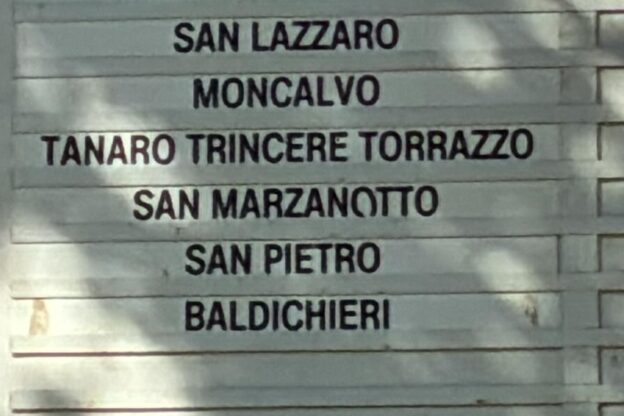 SAN LAZZARO
MONCALVO
TANARO TRINCERE TORRAZZO
SAN MARZANOTTO
SAN PIETRO
BALDICHIERI